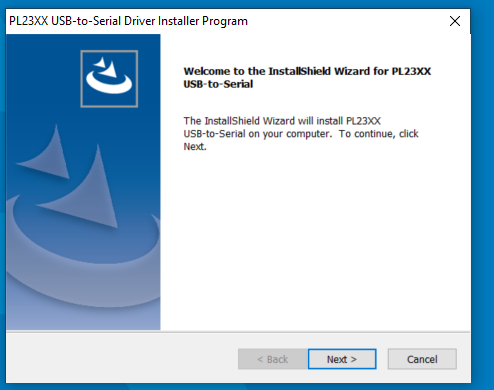 PL23XX USB-to-Serial Driver Installer Program
Welcome to the InstallShield Wizard for PL23XX
USB-to-Serial
The InstallShield Wizard will install PL23XX
USB-to-Serial on your computer. To continue, click
Next.
< Back Next > Cancel